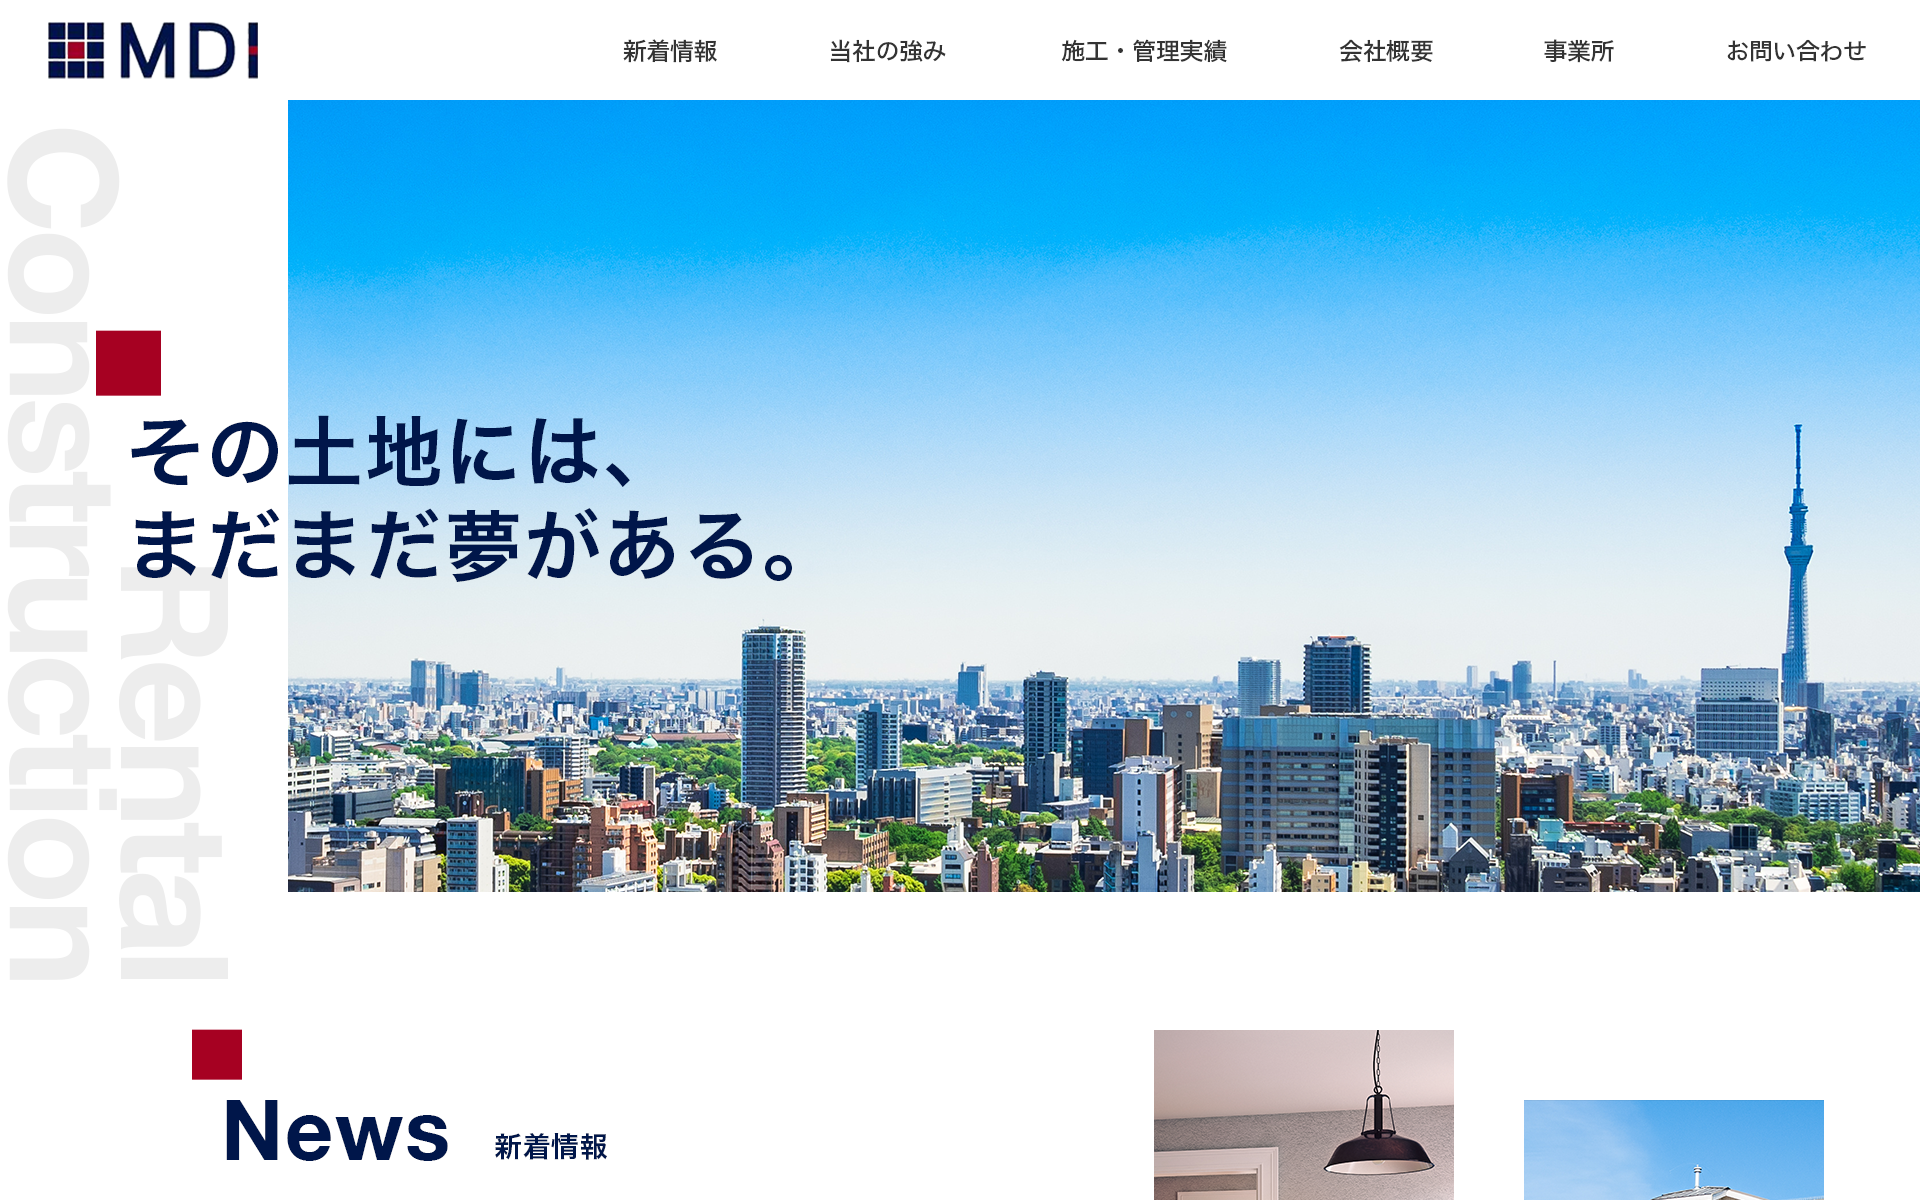 MDI
新着情報
当社の強み
施工・管理実績
会社概要
事業所
お問い合わせ
Construction
Rental
その土地には、
まだまだ夢がある。
News
新着情報